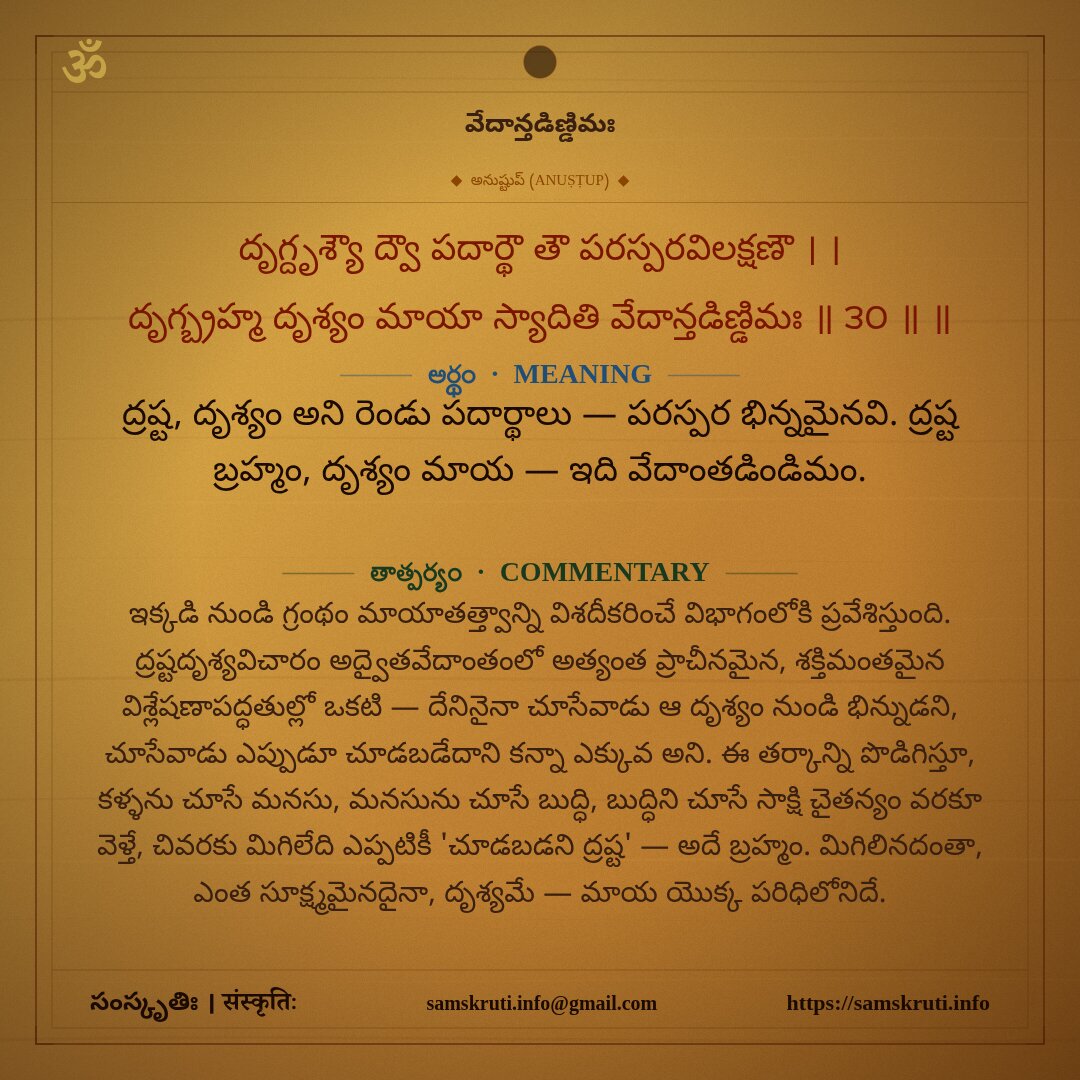 ॐ
వేదాన్తడిణ్డిమః
◆ అనుష్టుప్ (ANUṢṬUP) ◆
దృగ్దృశ్యౌ ద్వౌ పదార్థౌ తౌ పరస్పరవిలక్షణౌ | |
దృగ్బ్రహ్మ దృశ్యం మాయా స్యాదితి వేదాన్తడిణ్డిమః || 30 || ||
అర్థం · MEANING
ద్రష్ట, దృశ్యం అని రెండు పదార్థాలు — పరస్పర భిన్నమైనవి. ద్రష్ట
బ్రహ్మం, దృశ్యం మాయ — ఇది వేదాంతడిండిమం.
తాత్పర్యం · COMMENTARY
ఇక్కడి నుండి గ్రంథం మాయాతత్త్వాన్ని విశదీకరించే విభాగంలోకి ప్రవేశిస్తుంది.
ద్రష్టదృశ్యవిచారం అద్వైతవేదాంతంలో అత్యంత ప్రాచీనమైన, శక్తిమంతమైన
విశ్లేషణాపద్ధతుల్లో ఒకటి — దేనినైనా చూసేవాడు ఆ దృశ్యం నుండి భిన్నుడని,
చూసేవాడు ఎప్పుడూ చూడబడేదాని కన్నా ఎక్కువ అని. ఈ తర్కాన్ని పొడిగిస్తూ,
కళ్ళను చూసే మనసు, మనసును చూసే బుద్ధి, బుద్ధిని చూసే సాక్షి చైతన్యం వరకూ
వెళ్తే, చివరకు మిగిలేది ఎప్పటికీ 'చూడబడని ద్రష్ట' — అదే బ్రహ్మం. మిగిలినదంతా,
ఎంత సూక్ష్మమైనదైనా, దృశ్యమే — మాయ యొక్క పరిధిలోనిదే.
సంస్కృతిః | संस्कृतिः samskruti.info@gmail.com https://samskruti.info